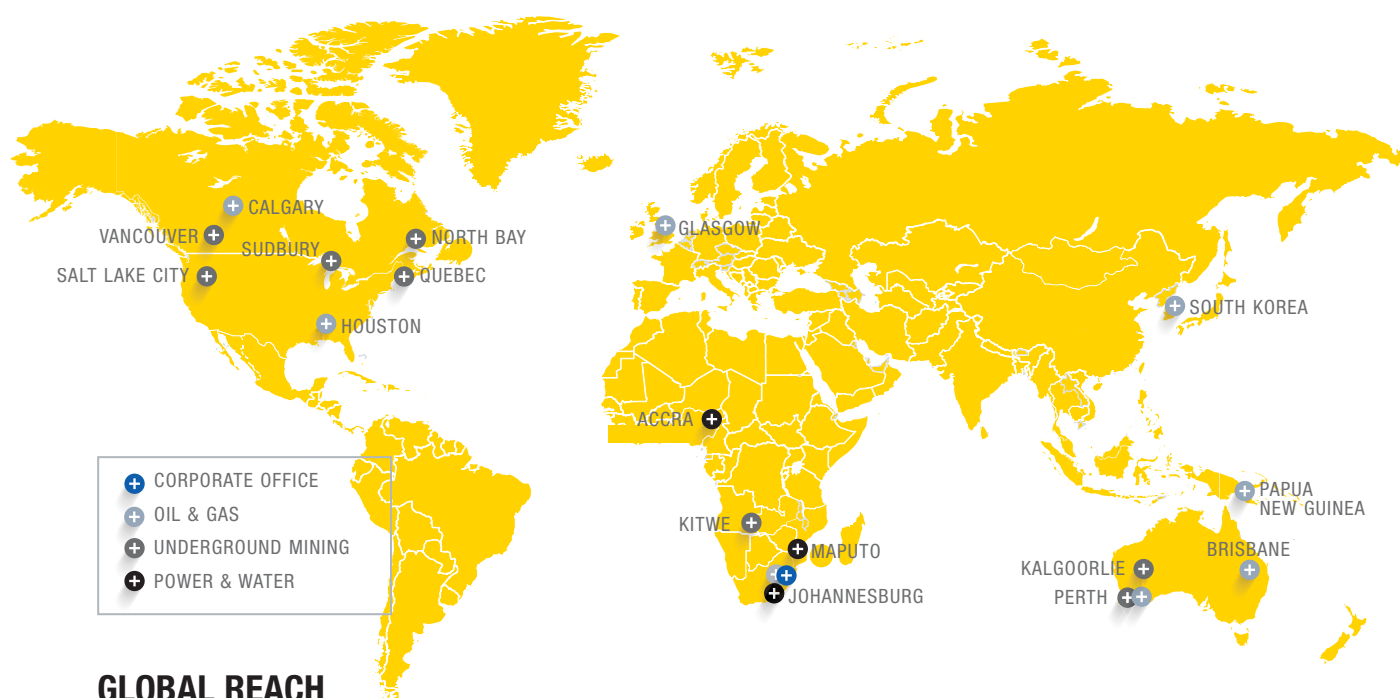 CALGARY
VANCOUVER
NORTH BAY
SUDBURY
SALT LAKE CITY
QUEBEC
HOUSTON
GLASGOW
SOUTH KOREA
ACCRA
CORPORATE OFFICE
OIL & GAS
UNDERGROUND MINING
POWER & WATER
KITWE
MAPUTO
JOHANNESBURG
PAPUA
NEW GUINEA
BRISBANE
KALGOORLIE
PERTH
GLOBAL REACH